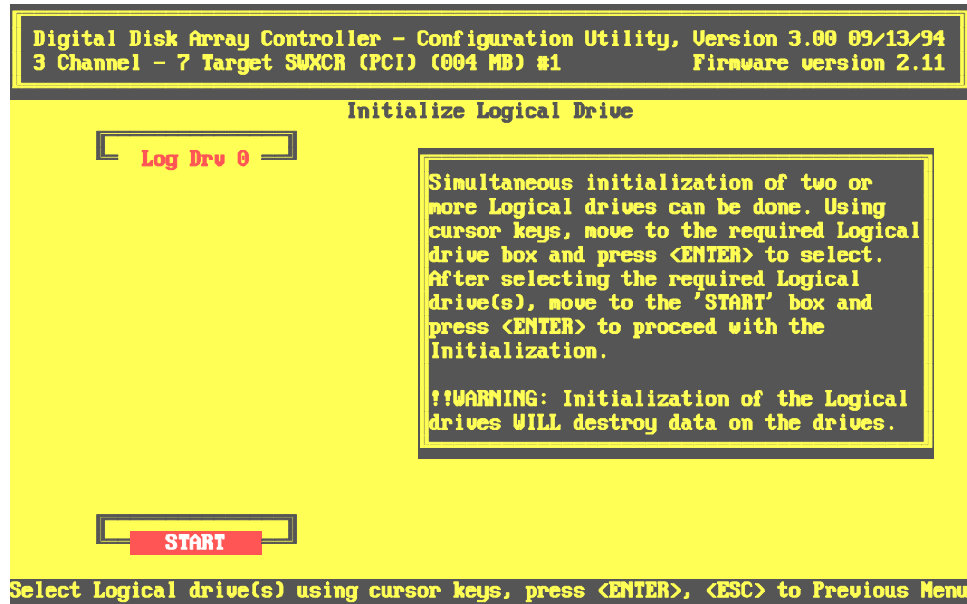 Digital Disk Array Controller - Configuration Utility, Version 3.00 09/13/94
3 Channel - 7 Target SWXCR (PCI) (004 MB) #1 Firmware version 2.11
Initialize Logical Drive
Log Drv 0
Simultaneous initialization of two or
more Logical drives can be done. Using
cursor keys, move to the required Logical
drive box and press <ENTER> to select.
After selecting the required Logical
drive(s), move to the 'START' box and
press <ENTER> to proceed with the
Initialization.
!!WARNING: Initialization of the Logical
drives WILL destroy data on the drives.
START
Select Logical drive(s) using cursor keys, press <ENTER>, <ESC> to Previous Menu